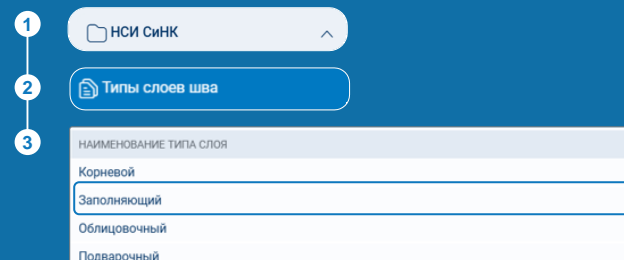 1
НСИ СиНК
2
Типы слоев шва
3
НАИМЕНОВАНИЕ ТИПА СЛОЯ
Корневой
Заполняющий
Облицовочный
Подварочный